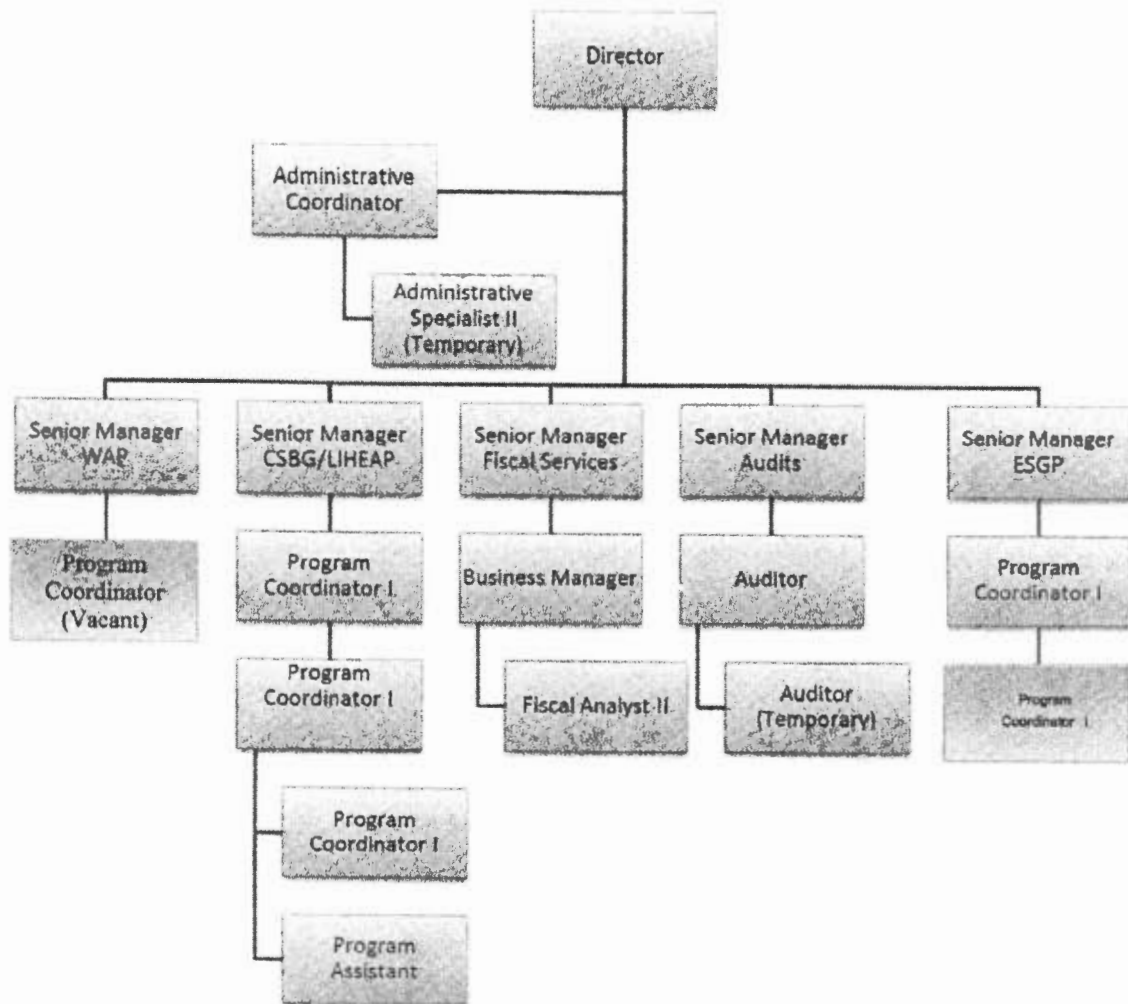 Director
Administrative
Coordinator
Administrative
Specialist II
(Temporary)
Senior Manager
WAP
Senior Manager
CSBG/LIHEAP
Senior Manager
Fiscal Services
Senior Manager
Audits
Senior Manager
ESGP
Program
Coordinator
(Vacant)
Program
Coordinator I
Business Manager
Auditor
Program
Coordinator I
Program
Coordinator I
Fiscal Analyst II
Auditor
(Temporary)
Program
Coordinator I
Program
Coordinator I
Program
Assistant